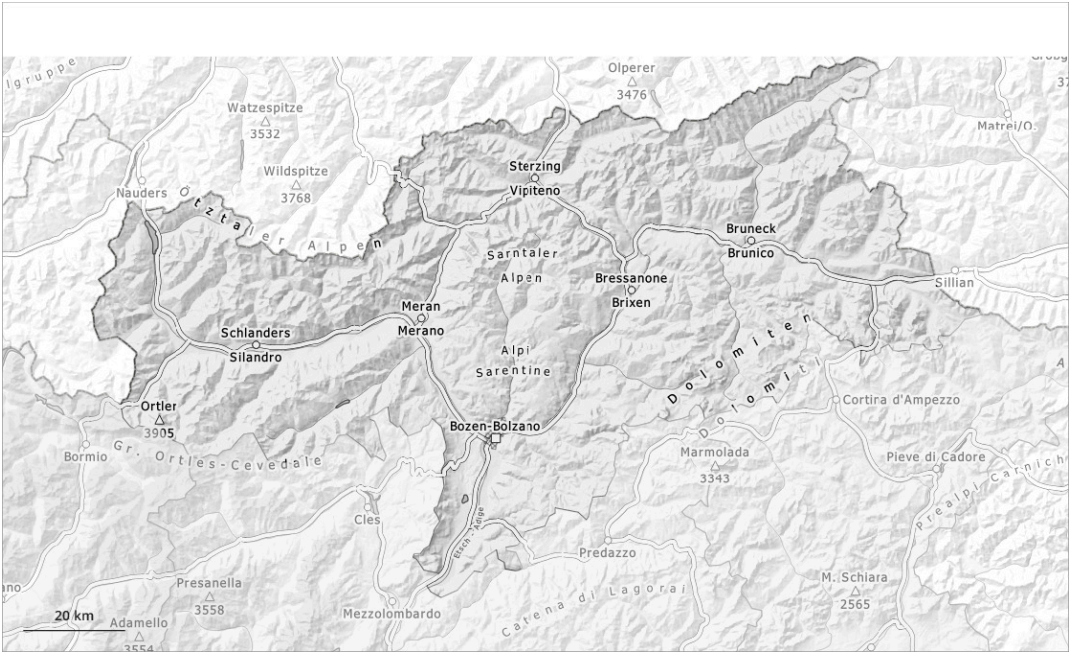 lgruppe
Olperer
3476
Watzespitze
3532
Matrei/O.
Sterzing
Vipiteno
Wildspitze
3768
Nauders
Ötztaler Alpen
Bruneck
Brunico
Sarntaler
Alpen
Bressanone
Brixen
Sillian
Meran
Merano
Schlanders
Silandro
Dolomiten
Alpi
Sarentine
Dolomiti
Ortler
3905
Cortina d'Ampezzo
Bozen-Bolzano
Gr. Ortles-Cevedale
Bormio
Marmolada
3343
Pieve di Cadore
Prealpi Carnich
Cles
Etsch - Adige
Predazzo
Presanella
3558
M. Schiara
2565
Catena di Lagorai
Mezzolombardo
ano
20 km
Adamello
3554